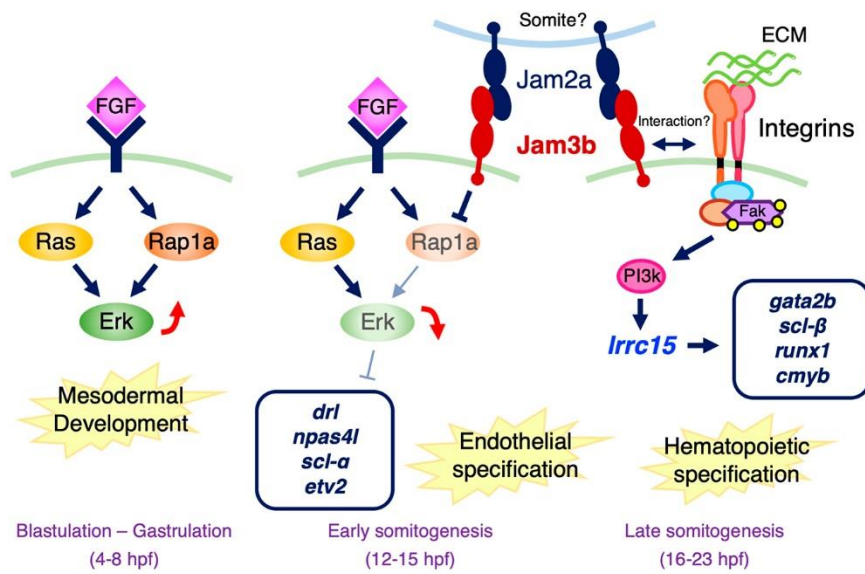 FGF
Ras
Rap1a
Erk
Mesodermal
Development
Blastulation – Gastrulation
(4-8 hpf)
FGF
Ras
Rap1a
Erk
drl
npas4l
scl-α
etv2
Endothelial
specification
Early somitogenesis
(12-15 hpf)
Somite?
Jam2a
Jam3b
Interaction?
ECM
Integrins
Fak
PI3k
lrrc15
gata2b
scl-β
runx1
cmyb
Hematopoietic
specification
Late somitogenesis
(16-23 hpf)